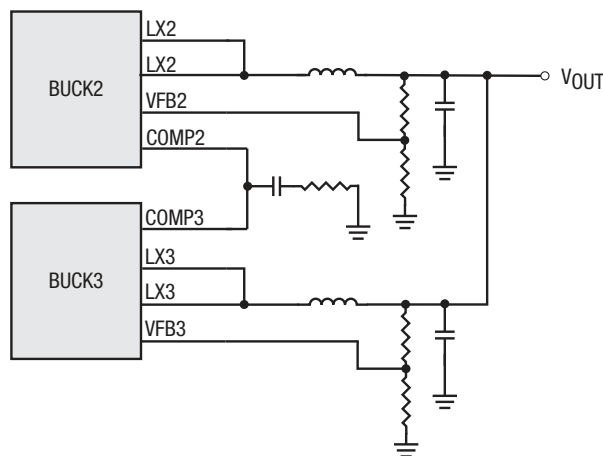 LX2
LX2
BUCK2
VFB2
COMP2
VOUT
COMP3
LX3
BUCK3
LX3
VFB3